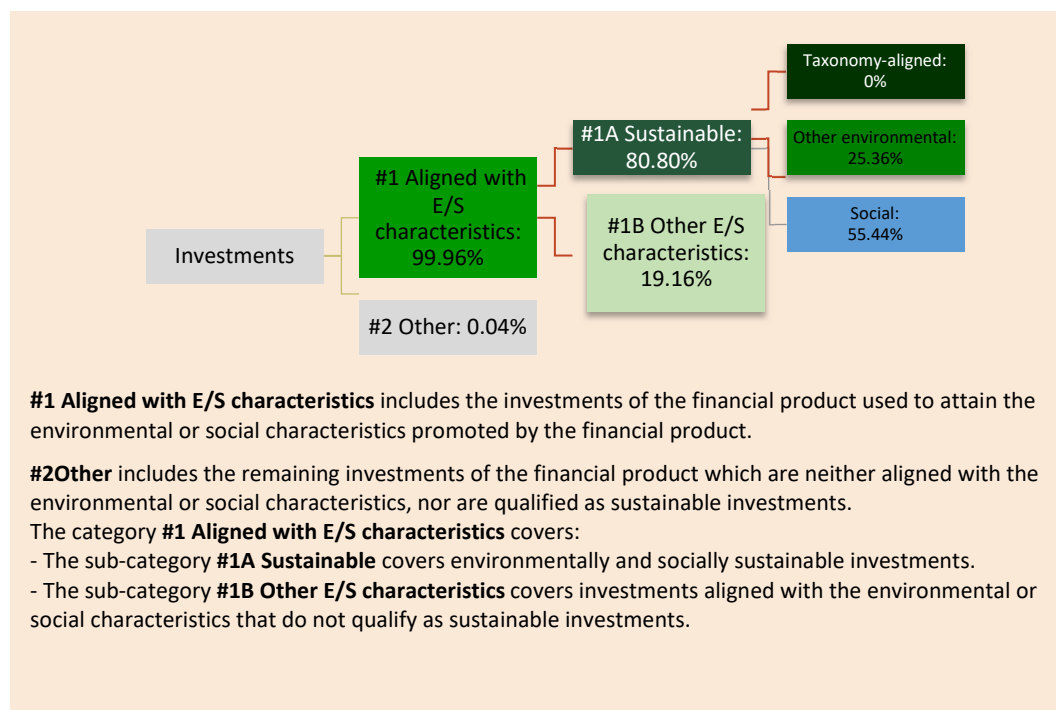 Taxonomy-aligned:
0%
#1A Sustainable:
80.80%
Other environmental:
25.36%
#1 Aligned with
E/S
characteristics:
99.96%
#1B Other E/S
characteristics:
19.16%
Social:
55.44%
Investments
#2 Other: 0.04%
#1 Aligned with E/S characteristics includes the investments of the financial product used to attain the
environmental or social characteristics promoted by the financial product.
#2Other includes the remaining investments of the financial product which are neither aligned with the
environmental or social characteristics, nor are qualified as sustainable investments.
The category #1 Aligned with E/S characteristics covers:
- The sub-category #1A Sustainable covers environmentally and socially sustainable investments.
- The sub-category #1B Other E/S characteristics covers investments aligned with the environmental or
social characteristics that do not qualify as sustainable investments.